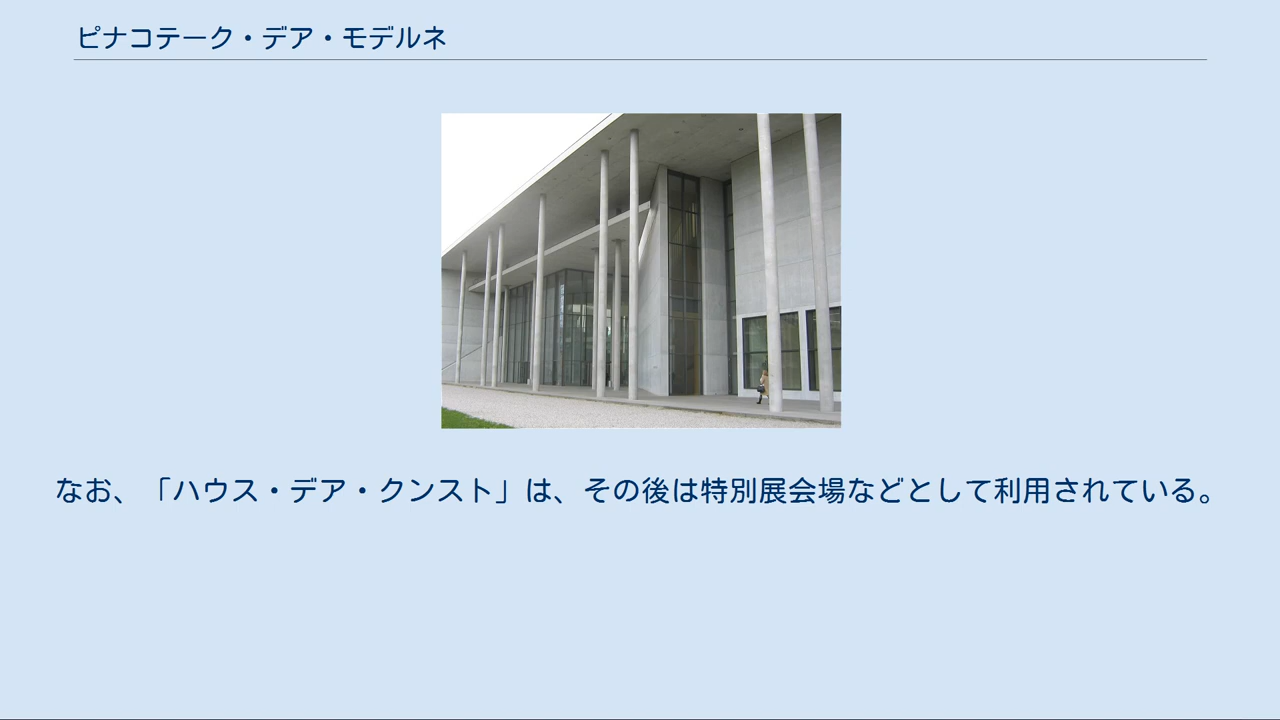 ピナコテーク・デア・モデルネ
なお、「ハウス・デア・クンスト」は、その後は特別展会場などとして利用されている。